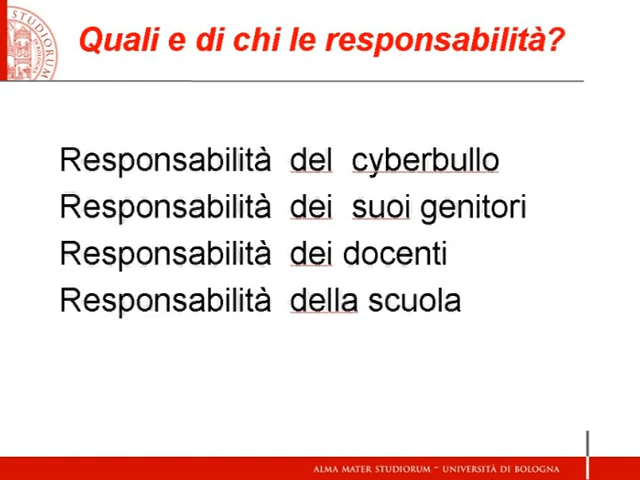 Quali e di chi le responsabilità?
Responsabilità del cyberbullo
Responsabilità dei suoi genitori
Responsabilità dei docenti
Responsabilità della scuola
ALMA MATER STUDIORUM ~ UNIVERSITÀ DI BOLOGNA